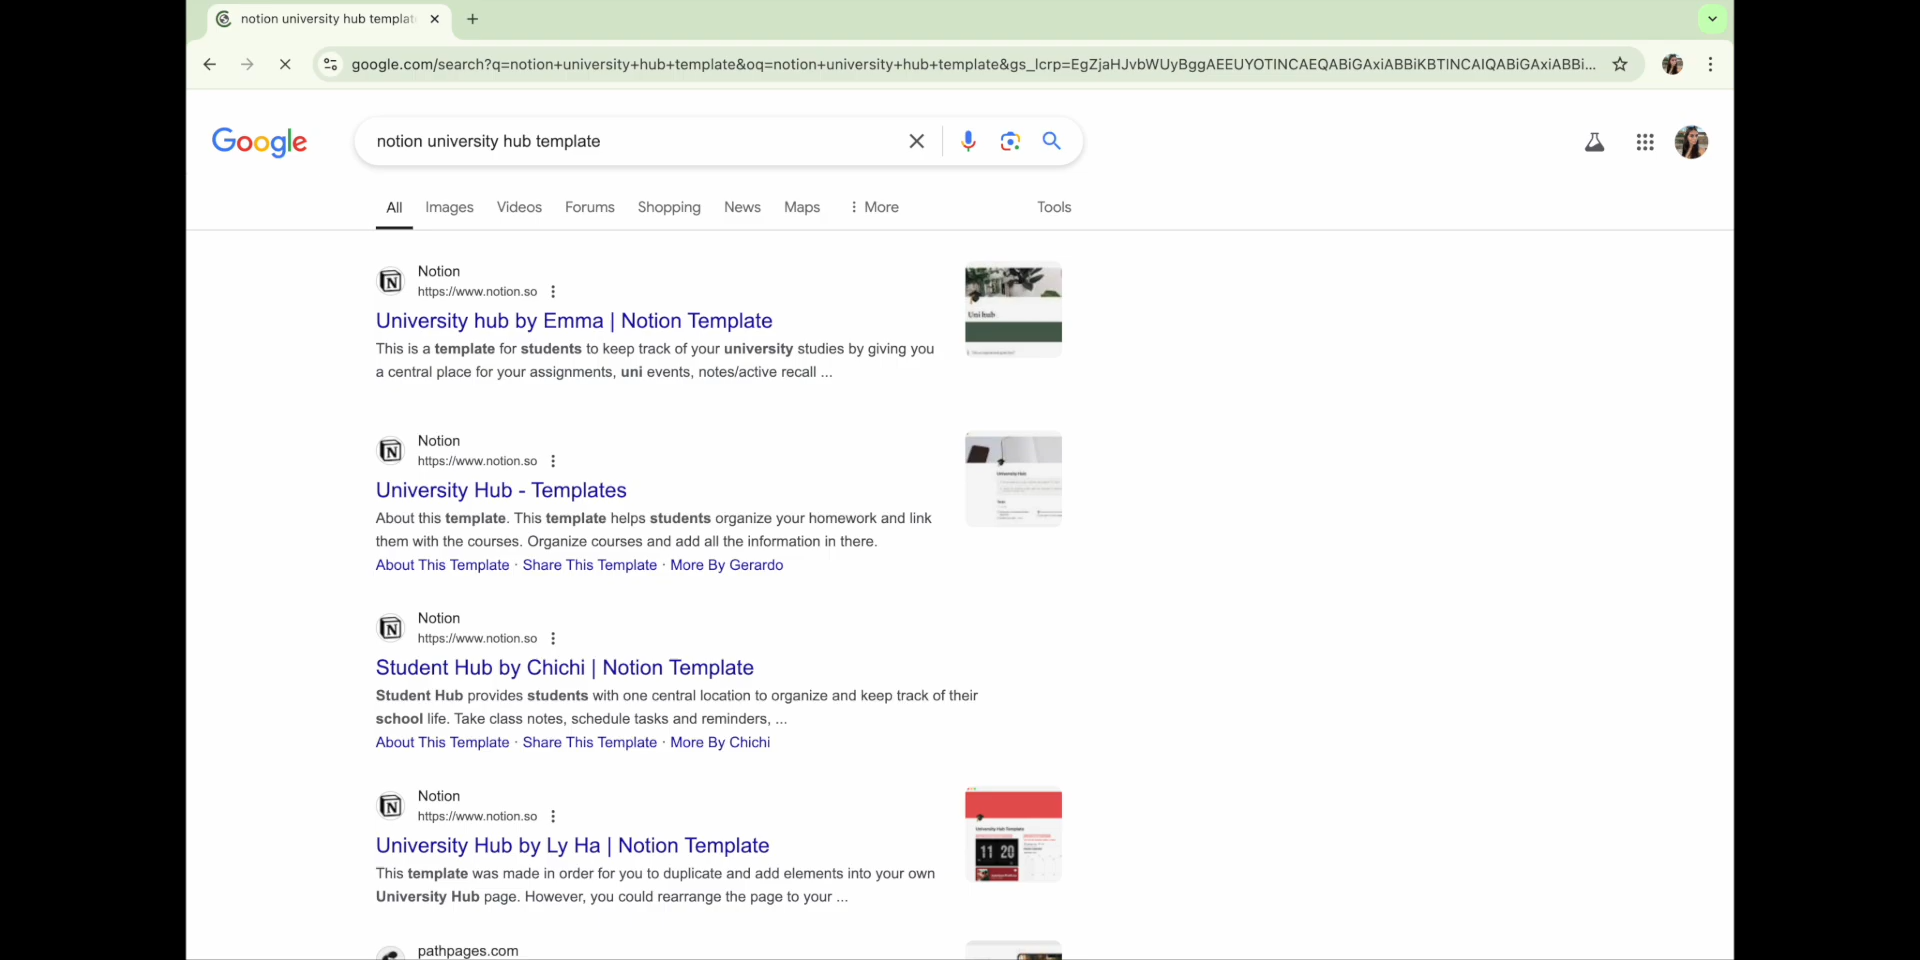 notion university hub templat
google.com/search?q=notion+university+hub+template&oq=notion+university+hub+template&gs_lcrp=EgZjaHJvbWUyBggAEEUYOTINCAEQABiGAxiABBiKBTINCAIQABiGAxiABBi...
Google
notion university hub template
All Images Videos Forums Shopping News Maps More Tools
Notion
https://www.notion.so
University hub by Emma | Notion Template
This is a template for students to keep track of your university studies by giving you
a central place for your assignments, uni events, notes/active recall ...
Uni hub
Notion
https://www.notion.so
University Hub - Templates
About this template. This template helps students organize your homework and link
them with the courses. Organize courses and add all the information in there.
About This Template · Share This Template · More By Gerardo
University Hub
Notion
https://www.notion.so
Student Hub by Chichi | Notion Template
Student Hub provides students with one central location to organize and keep track of their
school life. Take class notes, schedule tasks and reminders, ...
About This Template · Share This Template · More By Chichi
Notion
https://www.notion.so
University Hub by Ly Ha | Notion Template
This template was made in order for you to duplicate and add elements into your own
University Hub page. However, you could rearrange the page to your ...
University Hub Template
11 20
pathpages.com